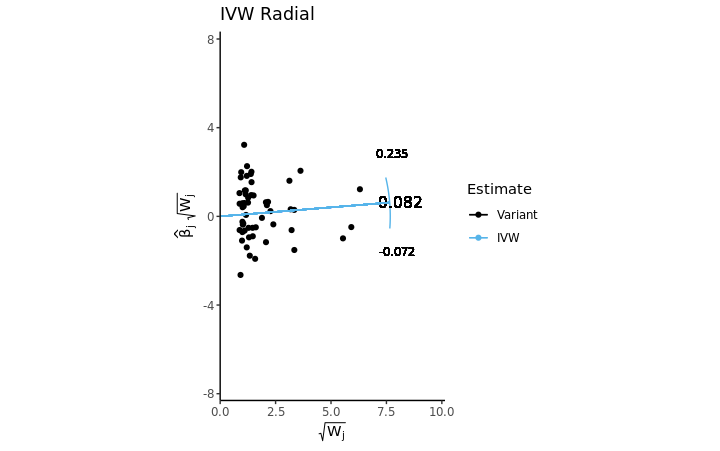 IVW Radial
8
4
0
-4
-8
β̂j √Wj
0.235
0.082
-0.072
Estimate
Variant
IVW
0.0
2.5
5.0
7.5
10.0
√Wj